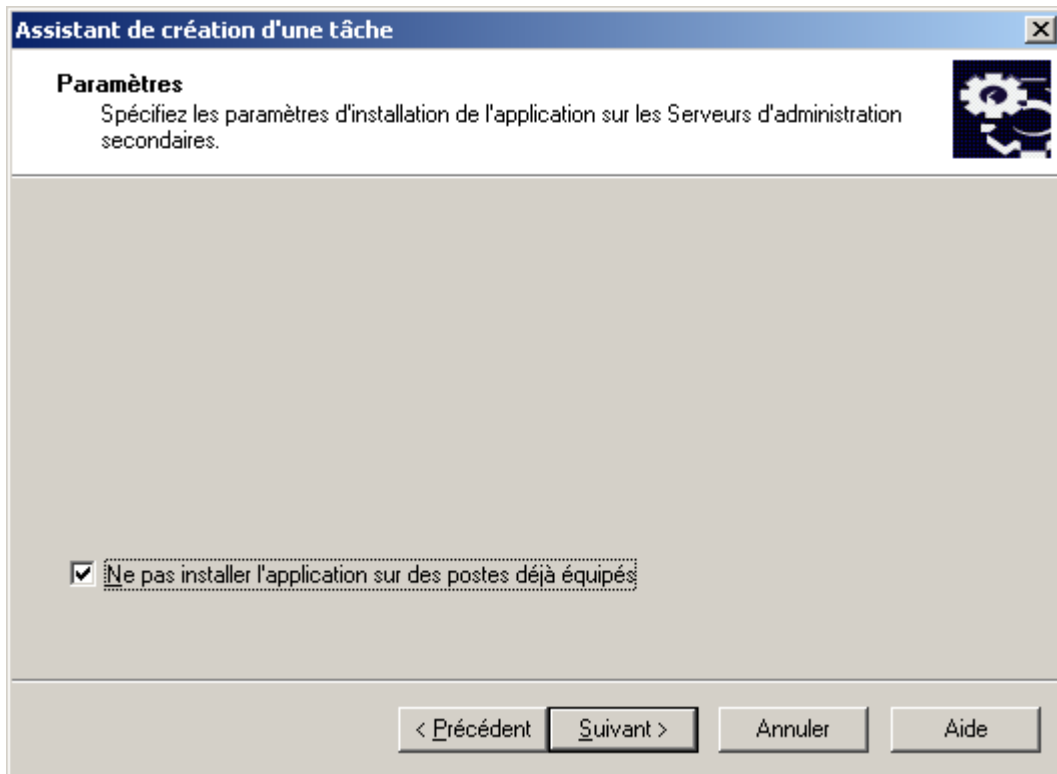 Assistant de création d'une tâche
Paramètres
Spécifiez les paramètres d'installation de l'application sur les Serveurs d'administration
secondaires.
Ne pas installer l'application sur des postes déjà équipés
< Précédent
Suivant >
Annuler
Aide